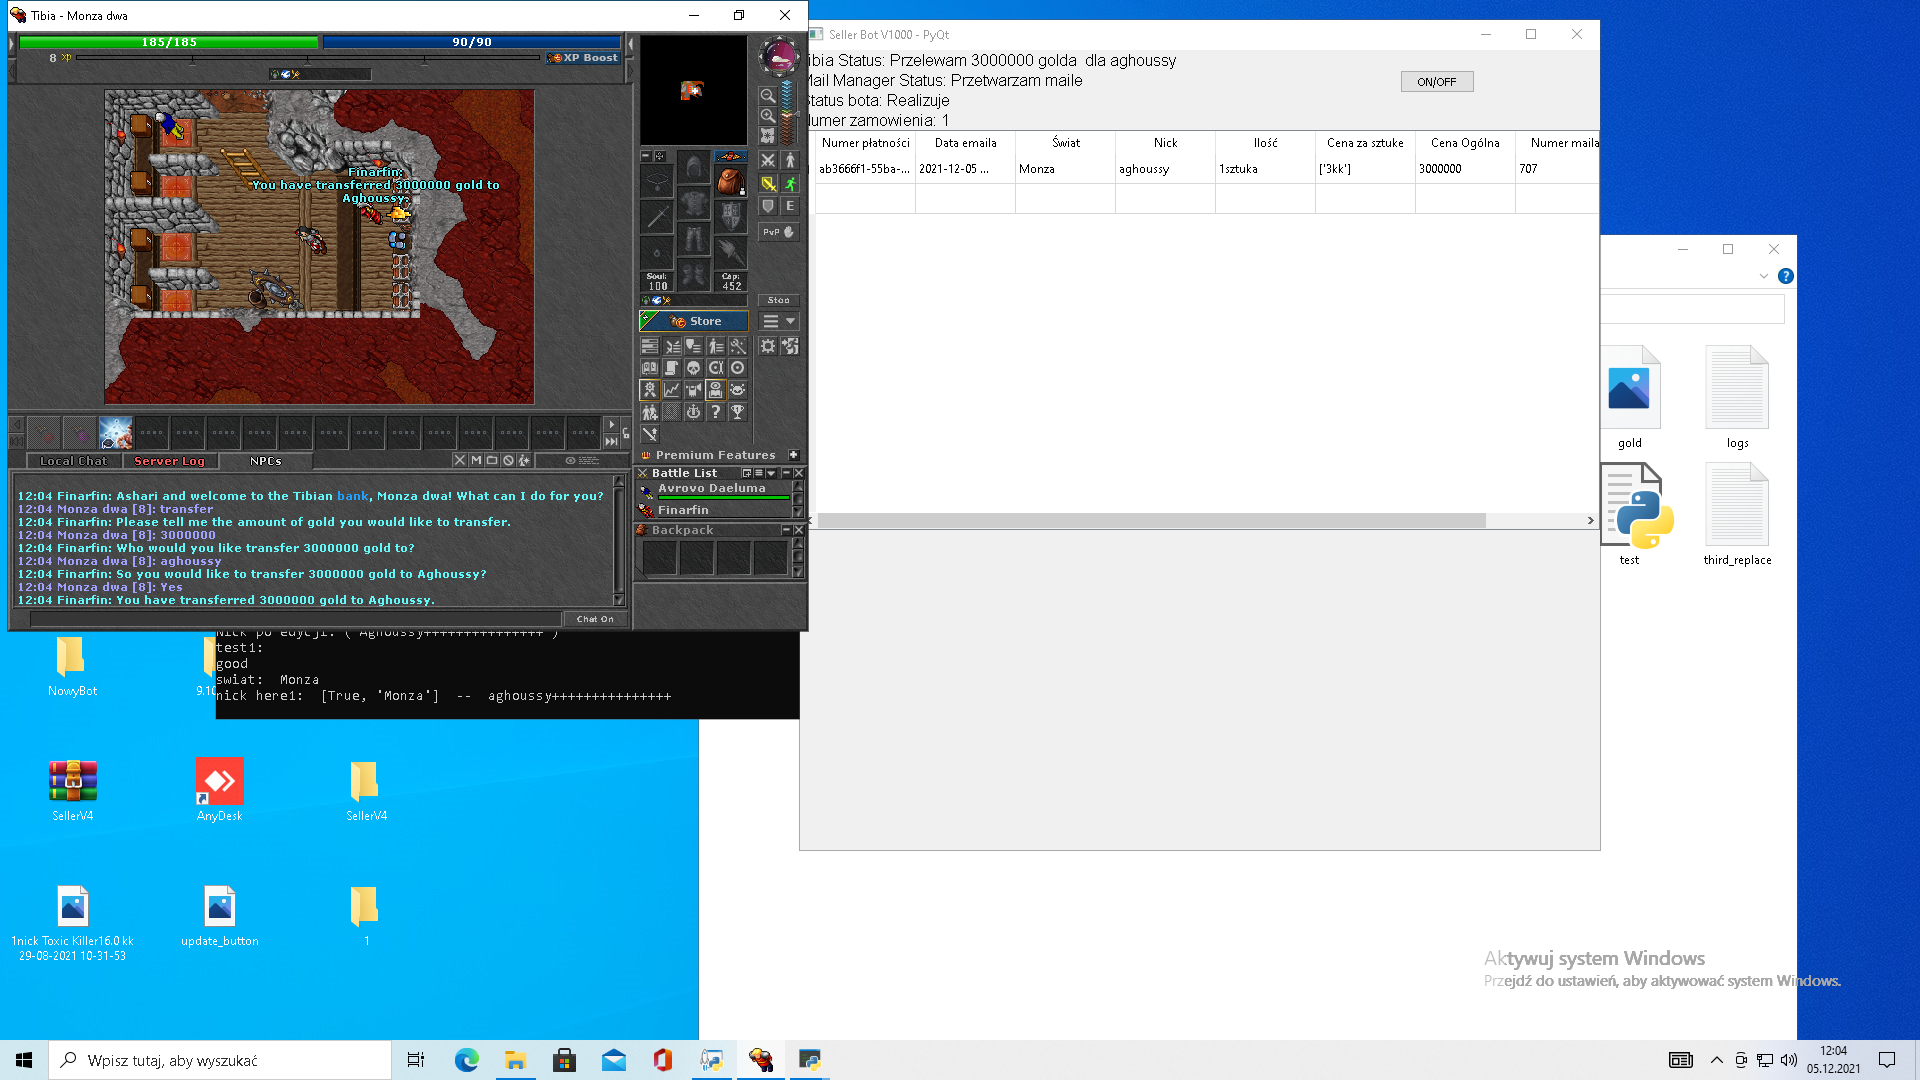 Tibia - Monza dwa
185/185
90/90
8 XP
XP Boost
Finarfin:
You have transferred 3000000 gold to
Aghoussy.
Soul:
100
Cap:
452
Stop
PvP
E
Store
Premium Features
Battle List
Avrovo Daeluma
Finarfin
Backpack
Local Chat
Server Log
NPCs
12:04 Finarfin: Ashari and welcome to the Tibian bank, Monza dwa! What can I do for you?
12:04 Monza dwa [8]: transfer
12:04 Finarfin: Please tell me the amount of gold you would like to transfer.
12:04 Monza dwa [8]: 3000000
12:04 Finarfin: Who would you like transfer 3000000 gold to?
12:04 Monza dwa [8]: aghoussy
12:04 Finarfin: So you would like to transfer 3000000 gold to Aghoussy?
12:04 Monza dwa [8]: Yes
12:04 Finarfin: You have transferred 3000000 gold to Aghoussy.
Chat On
Seller Bot V1000 - PyQt
ibia Status: Przelewam 3000000 golda  dla aghoussy
Mail Manager Status: Przetwarzam maile
Status bota: Realizuje
Numer zamowienia: 1
ON/OFF
Numer płatności Data emaila Świat Nick Ilość Cena za sztuke Cena Ogólna Numer maila
ab3666f1-55ba-... 2021-12-05 ... Monza aghoussy 1sztuka ['3kk'] 3000000 707
gold
logs
test
third_replace
Nick po edycji: ('Aghoussy+++++++++++++++')
test1:
good
swiat:  Monza
nick here1:  [True, 'Monza']  --  aghoussy+++++++++++++++
NowyBot
9.10
SellerV4
AnyDesk
SellerV4
1nick Toxic Killer16.0 kk
29-08-2021 10-31-53
update_button
1
Aktywuj system Windows
Przejdź do ustawień, aby aktywować system Windows.
Wpisz tutaj, aby wyszukać
12:04
05.12.2021